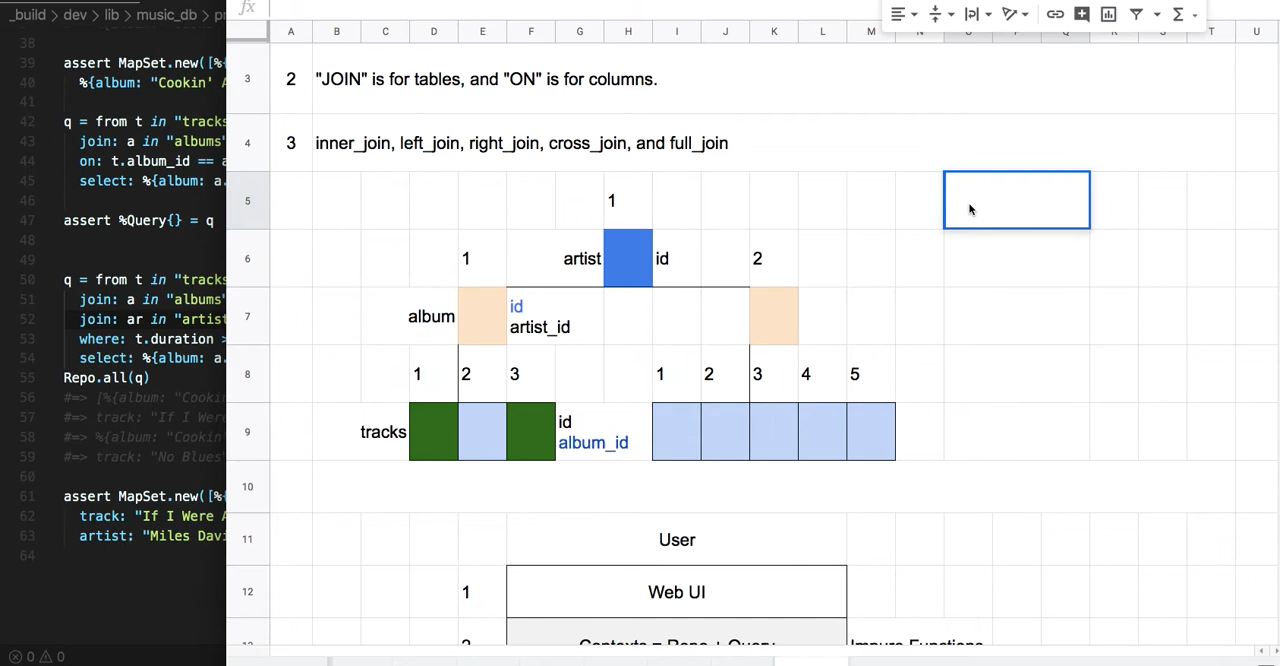 _build > dev > lib > music_db > pr
38
39 assert MapSet.new([%{
40 %{album: "Cookin' A
41
42 q = from t in "tracks
43 join: a in "albums"
44 on: t.album_id == a
45 select: %{album: a.
46
47 assert %Query{} = q
48
49
50 q = from t in "tracks
51 join: a in "albums"
52 join: ar in "artist
53 where: t.duration >
54 select: %{album: a.
55 Repo.all(q)
56 #=> [%{album: "Cookin
57 #=> track: "If I Were
58 #=> %{album: "Cookin'
59 #=> track: "No Blues"
60
61 assert MapSet.new([%{
62 track: "If I Were A
63 artist: "Miles Davi
64
0 0
fx
A B C D E F G H I J K L M N O P Q R S T U
3 2 "JOIN" is for tables, and "ON" is for columns.
4 3 inner_join, left_join, right_join, cross_join, and full_join
5 1
6 1 artist id 2
7 album id
artist_id
8 1 2 3 1 2 3 4 5
9 tracks id
album_id
10
11 User
12 1 Web UI
13 2 Contexts = Repo + Query Impure Functions